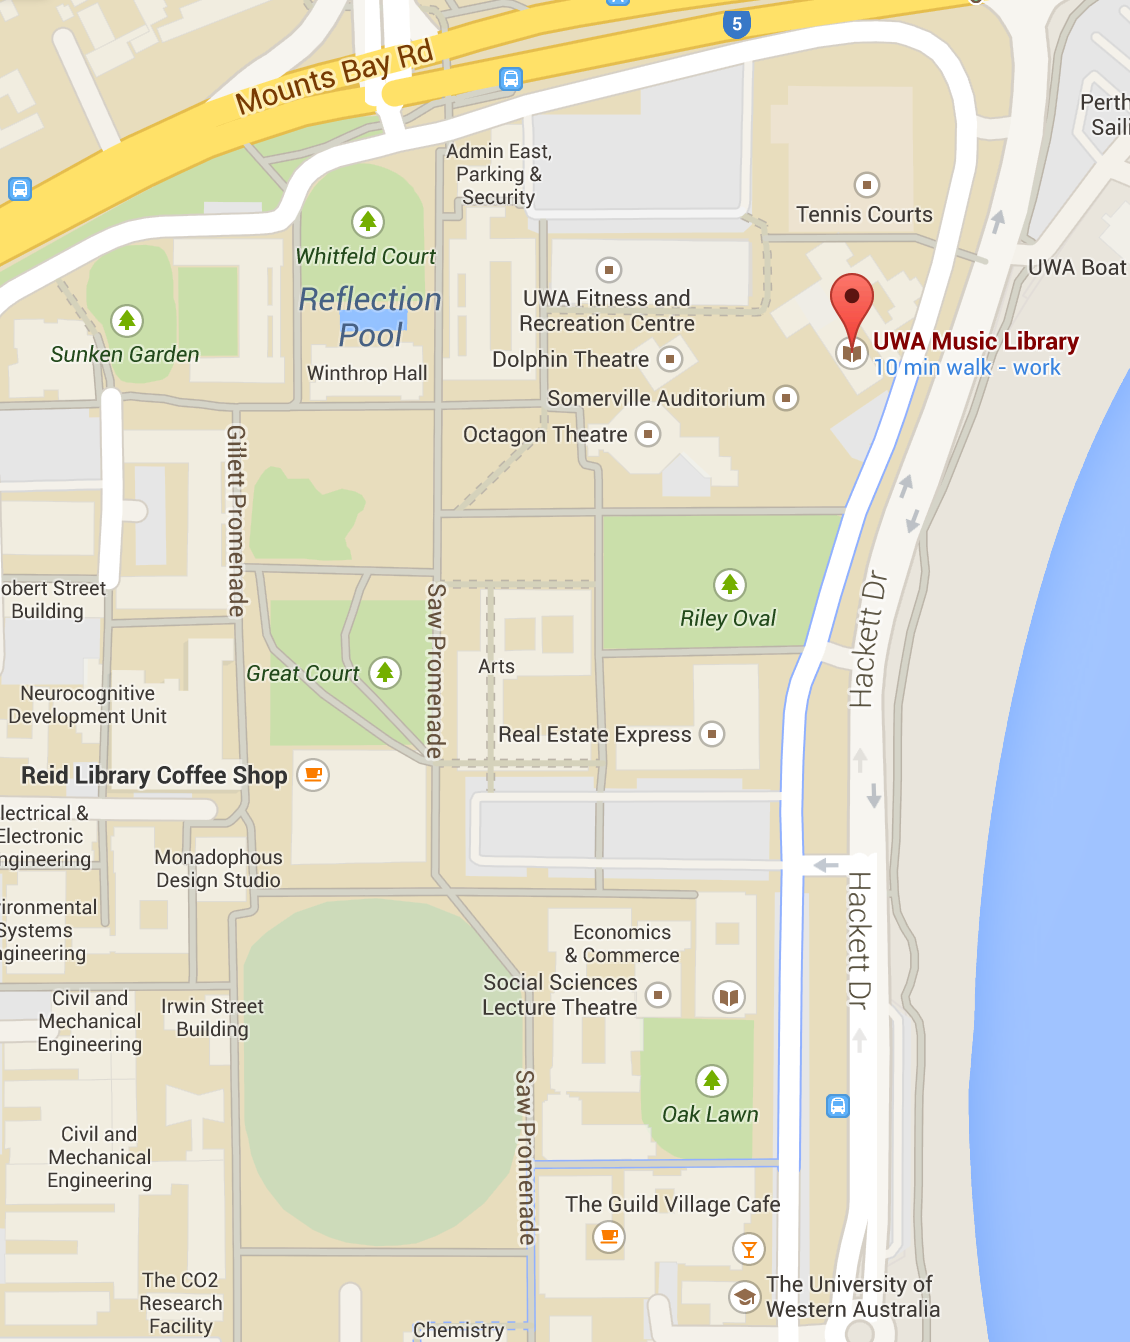 5
Mounts Bay Rd
Admin East,
Parking &
Security
Perth
Saili
Tennis Courts
Whitfeld Court
UWA Boat
Reflection
Pool
UWA Fitness and
Recreation Centre
Sunken Garden
UWA Music Library
10 min walk - work
Dolphin Theatre
Winthrop Hall
Somerville Auditorium
Octagon Theatre
Gillett Promenade
obert Street
Building
Riley Oval
Hackett Dr
Saw Promenade
Great Court
Arts
Neurocognitive
Development Unit
Real Estate Express
Reid Library Coffee Shop
lectrical &
Electronic
ngineering
Monadophous
Design Studio
Hackett Dr
ironmental
Systems
ngineering
Economics
& Commerce
Social Sciences
Lecture Theatre
Civil and
Mechanical
Engineering
Irwin Street
Building
Saw Promenade
Oak Lawn
Civil and
Mechanical
Engineering
The Guild Village Cafe
The CO2
Research
Facility
The University of
Western Australia
Chemistry